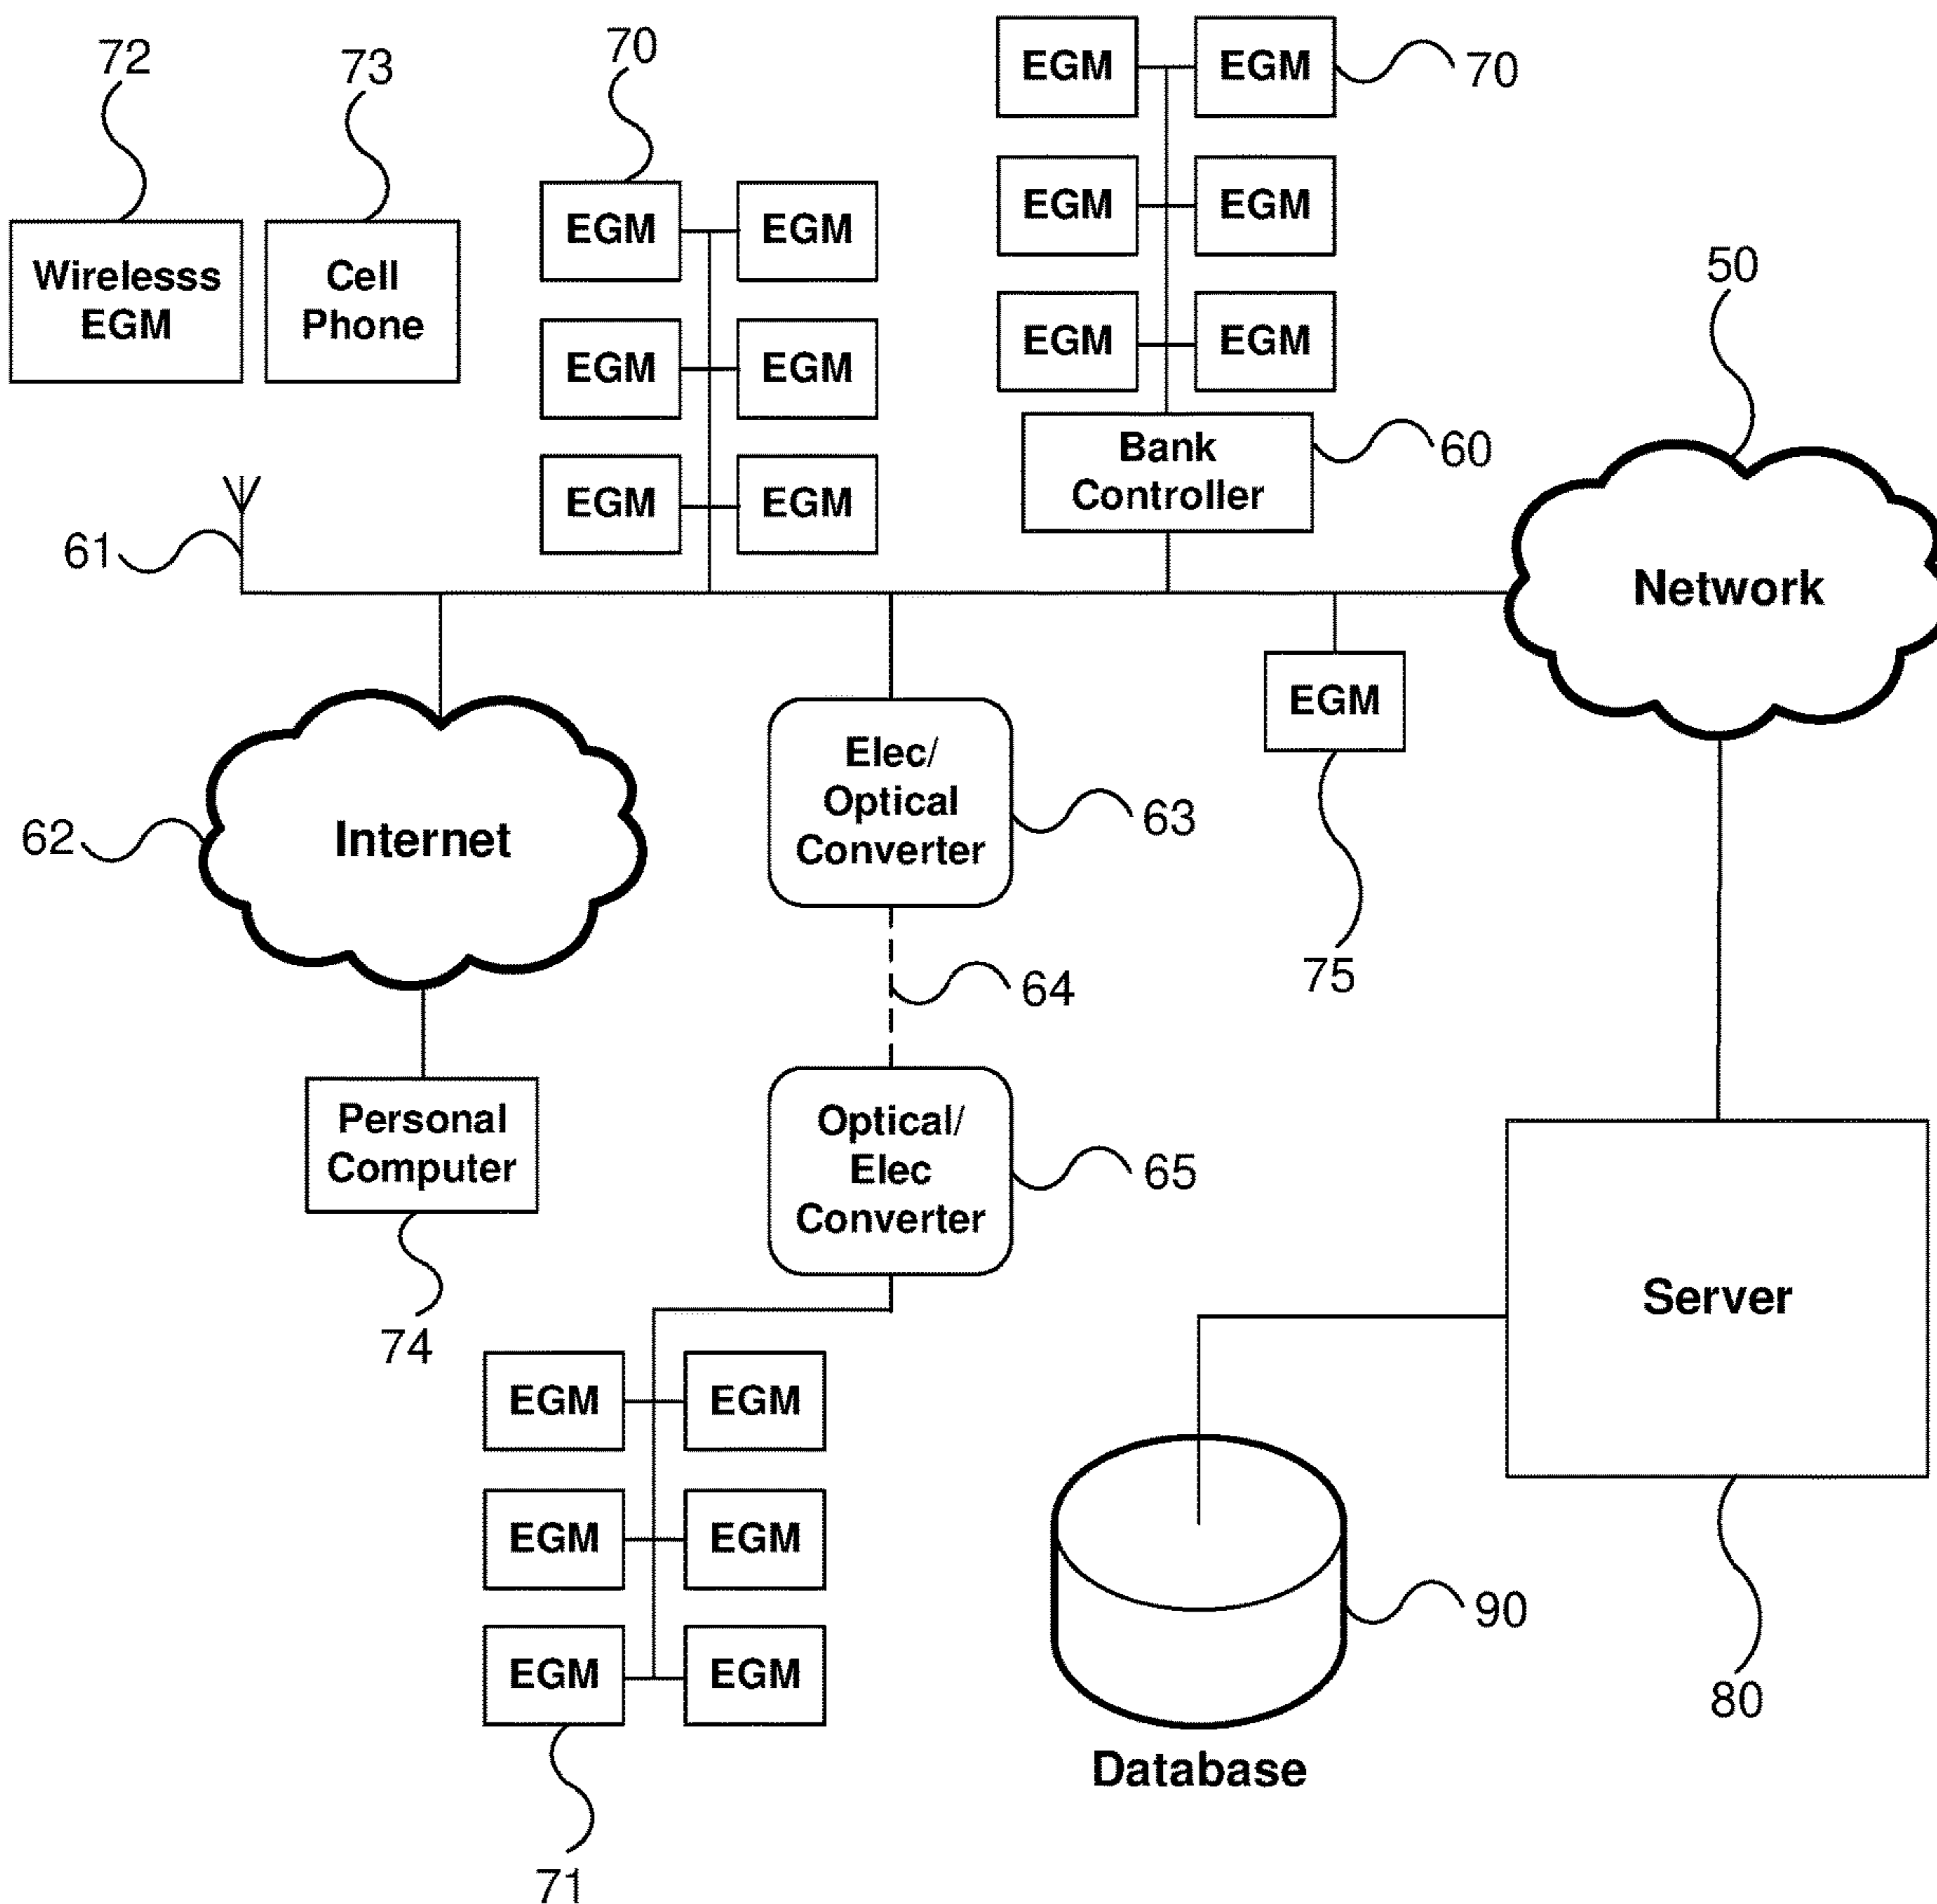 72
73
70
EGM
EGM
70
Wirelesss
EGM
Cell
Phone
EGM
EGM
EGM
EGM
50
EGM
EGM
EGM
EGM
Bank
Controller
60
EGM
EGM
61
Network
EGM
62
Internet
Elec/
Optical
Converter
63
75
64
Personal
Computer
Optical/
Elec
Converter
65
74
Server
EGM
EGM
EGM
EGM
90
EGM
EGM
80
Database
71